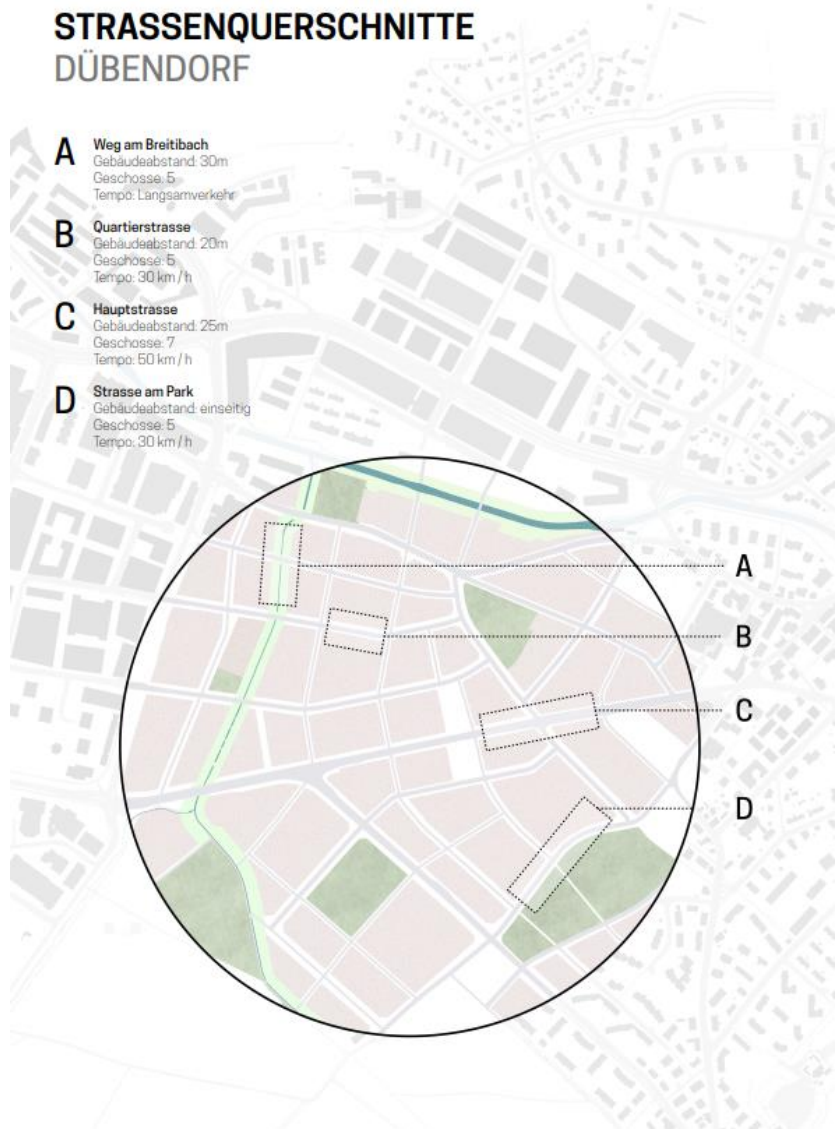 STRASSENQUERSCHNITTE
DÜBENDORF
A
Weg am Breitibach
Gebäudeabstand: 30m
Geschosse: 5
Tempo: Langsamverkehr
B
Quartierstrasse
Gebäudeabstand: 20m
Geschosse: 5
Tempo: 30 km / h
C
Hauptstrasse
Gebäudeabstand: 25m
Geschosse: 7
Tempo: 50 km / h
D
Strasse am Park
Gebäudeabstand: einseitig
Geschosse: 5
Tempo: 30 km / h
A
B
C
D